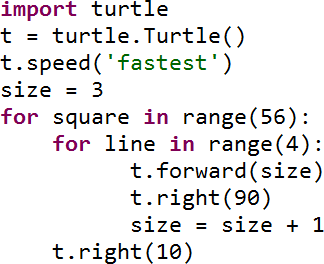 import turtle
t = turtle.Turtle()
t.speed('fastest')
size = 3
for square in range(56):
    for line in range(4):
          t.forward(size)
          t.right(90)
          size = size + 1
    t.right(10)